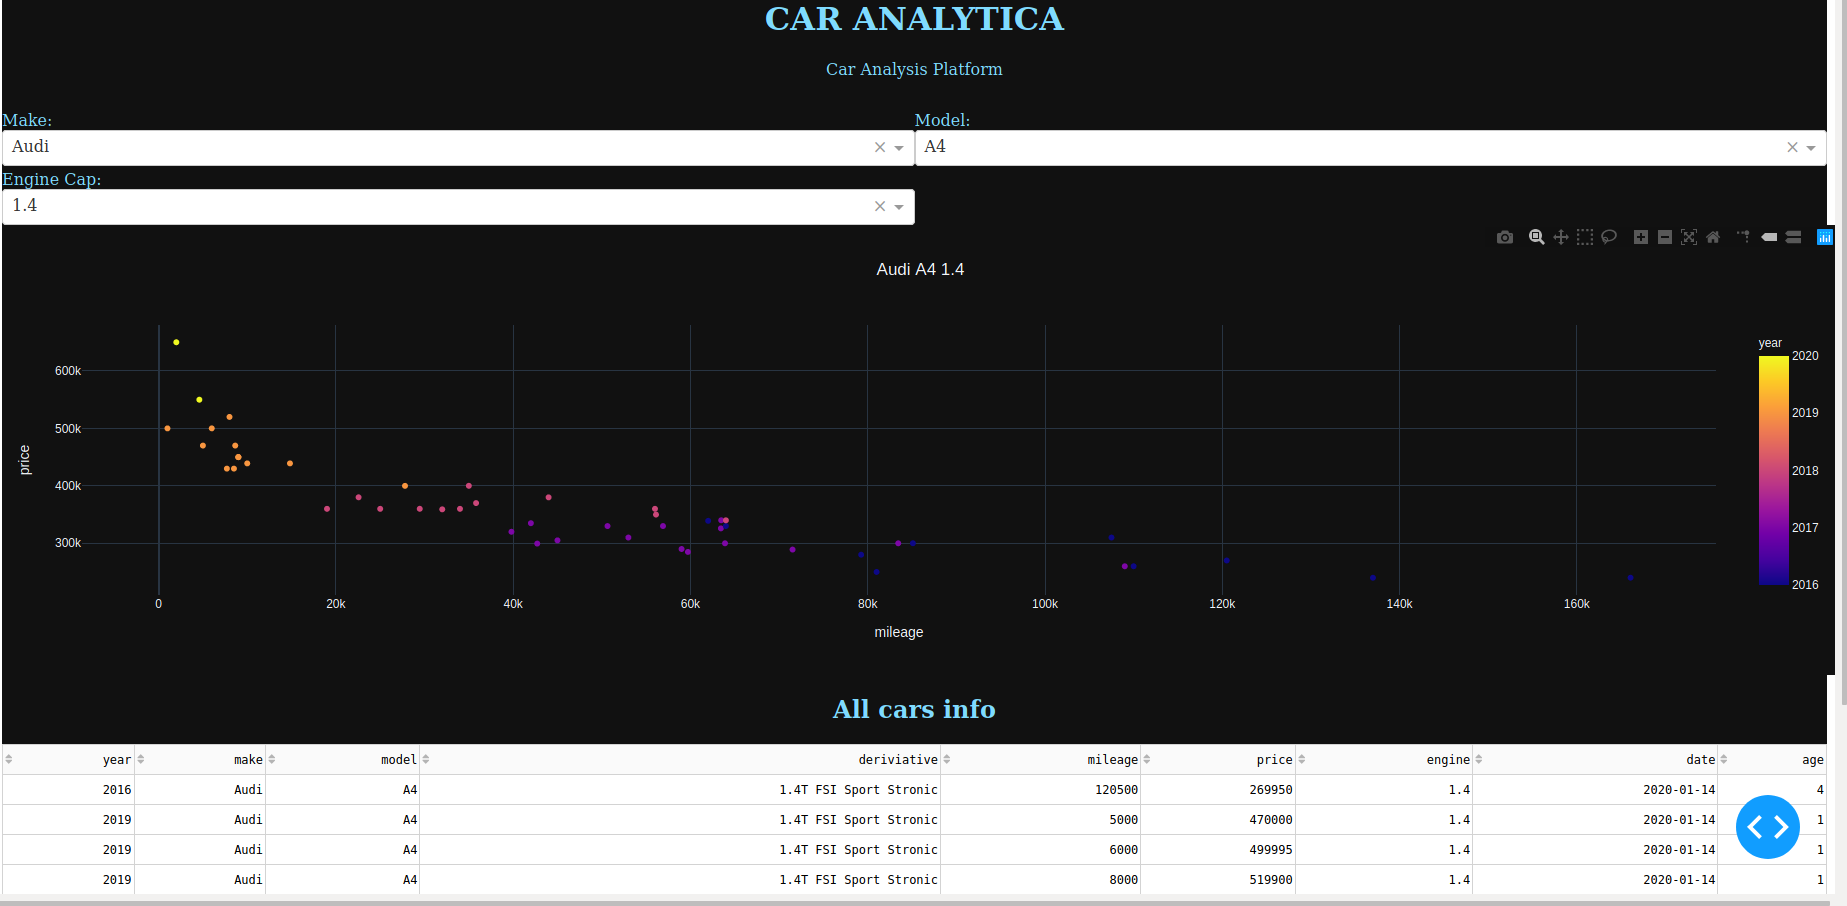 CAR ANALYTICA
Car Analysis Platform
Make:
Model:
Audi
A4
Engine Cap:
1.4
Audi A4 1.4
year
2020
2019
2018
2017
2016
price
600k
500k
400k
300k
0 20k 40k 60k 80k 100k 120k 140k 160k
mileage
All cars info
year make model deriviative mileage price engine date age
2016 Audi A4 1.4T FSI Sport Stronic 120500 269950 1.4 2020-01-14 4
2019 Audi A4 1.4T FSI Sport Stronic 5000 470000 1.4 2020-01-14 1
2019 Audi A4 1.4T FSI Sport Stronic 6000 499995 1.4 2020-01-14 1
2019 Audi A4 1.4T FSI Sport Stronic 8000 519900 1.4 2020-01-14 1